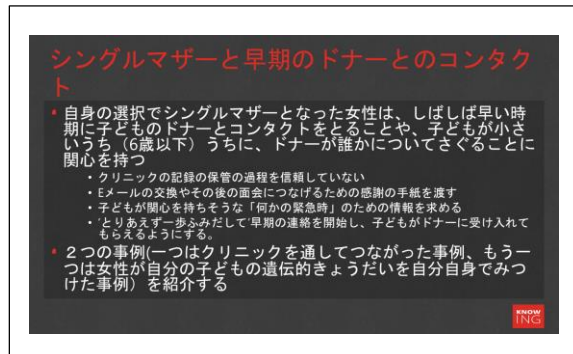 シングルマザーと早期のドナーとのコンタク
ト
• 自身の選択でシングルマザーとなった女性は、しばしば早い時
期に子どものドナーとコンタクトをとることや、子どもが小さ
いうち（6歳以下）うちに、ドナーが誰かについてさぐることに
関心を持つ
• クリニックの記録の保管の過程を信頼していない
• Eメールの交換やその後の面会につなげるための感謝の手紙を渡す
• 子どもが関心を持ちそうな「何かの緊急時」のための情報を求める
• ‘とりあえず一歩ふみだして’早期の連絡を開始し、子どもがドナーに受け入れて
もらえるようにする。
• ２つの事例(一つはクリニックを通してつながった事例、もう一
つは女性が自分の子どもの遺伝的きょうだいを自分自身でみつ
けた事例）を紹介する
KNOW
ING